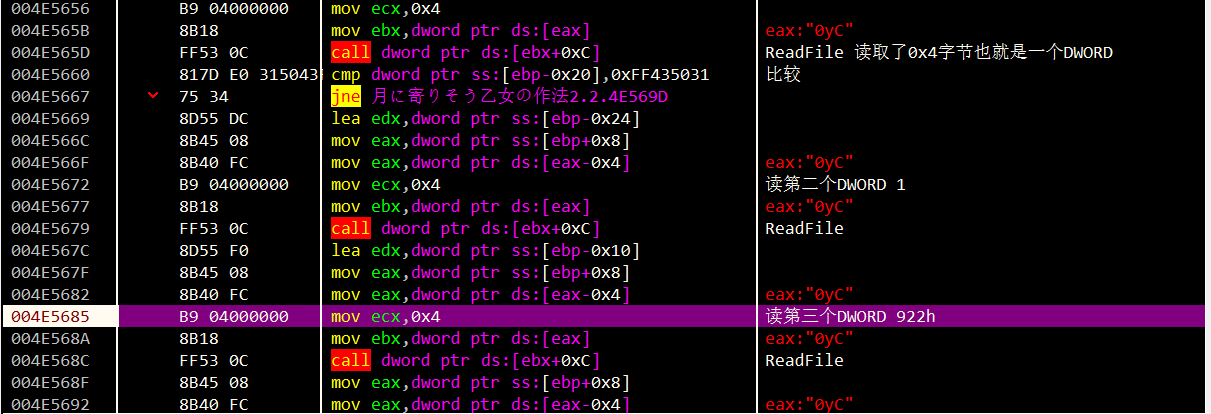 004E5656 B9 04000000 mov ecx,0x4
004E565B 8B18 mov ebx,dword ptr ds:[eax] eax:"0yC"
004E565D FF53 0C call dword ptr ds:[ebx+0xC] ReadFile 读取了0x4字节也就是一个DWORD
004E5660 817D E0 315043 cmp dword ptr ss:[ebp-0x20],0xFF435031 比较
004E5667 75 34 jne 月に寄りそう乙女の作法2.2.4E569D
004E5669 8D55 DC lea edx,dword ptr ss:[ebp-0x24]
004E566C 8B45 08 mov eax,dword ptr ss:[ebp+0x8]
004E566F 8B40 FC mov eax,dword ptr ds:[eax-0x4] eax:"0yC"
004E5672 B9 04000000 mov ecx,0x4 读第二个DWORD 1
004E5677 8B18 mov ebx,dword ptr ds:[eax] eax:"0yC"
004E5679 FF53 0C call dword ptr ds:[ebx+0xC] ReadFile
004E567C 8D55 F0 lea edx,dword ptr ss:[ebp-0x10]
004E567F 8B45 08 mov eax,dword ptr ss:[ebp+0x8]
004E5682 8B40 FC mov eax,dword ptr ds:[eax-0x4] eax:"0yC"
004E5685 B9 04000000 mov ecx,0x4 读第三个DWORD 922h
004E568A 8B18 mov ebx,dword ptr ds:[eax] eax:"0yC"
004E568C FF53 0C call dword ptr ds:[ebx+0xC] ReadFile
004E568F 8B45 08 mov eax,dword ptr ss:[ebp+0x8]
004E5692 8B40 FC mov eax,dword ptr ds:[eax-0x4] eax:"0yC"